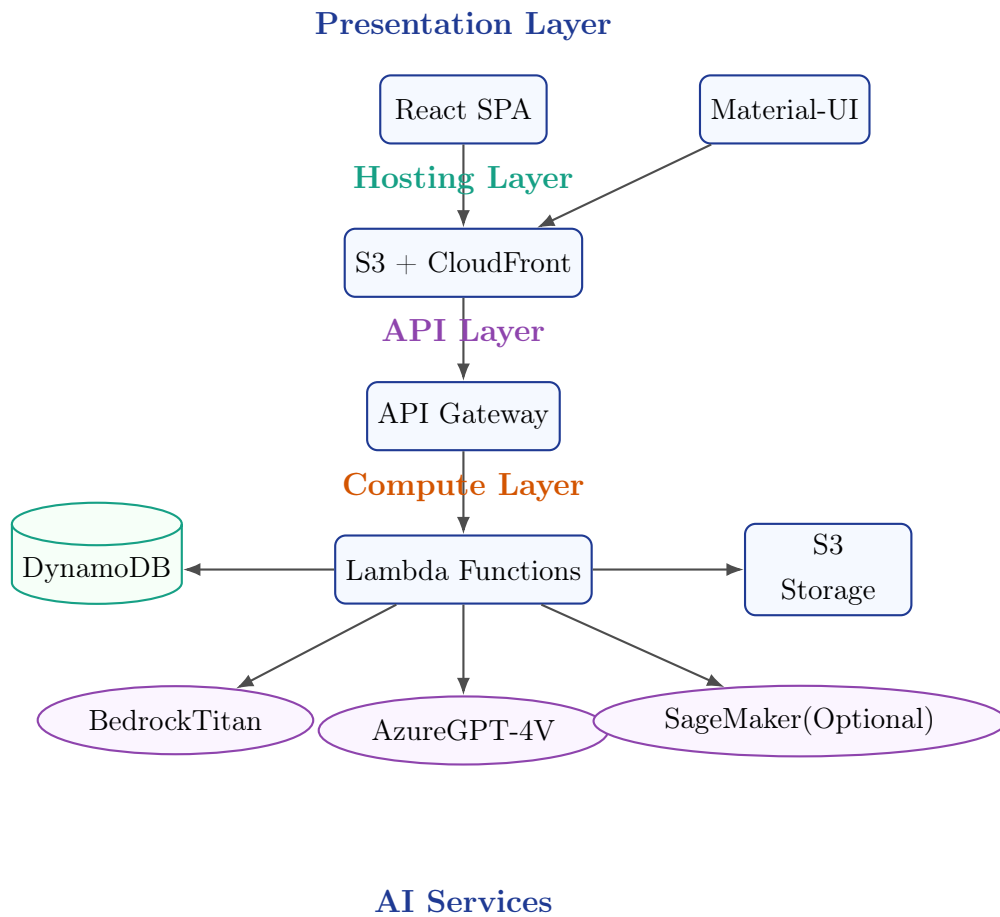 Presentation Layer
React SPA
Material-UI
Hosting Layer
S3 + CloudFront
API Layer
API Gateway
Compute Layer
DynamoDB
Lambda Functions
S3
Storage
BedrockTitan
AzureGPT-4V
SageMaker(Optional)
AI Services